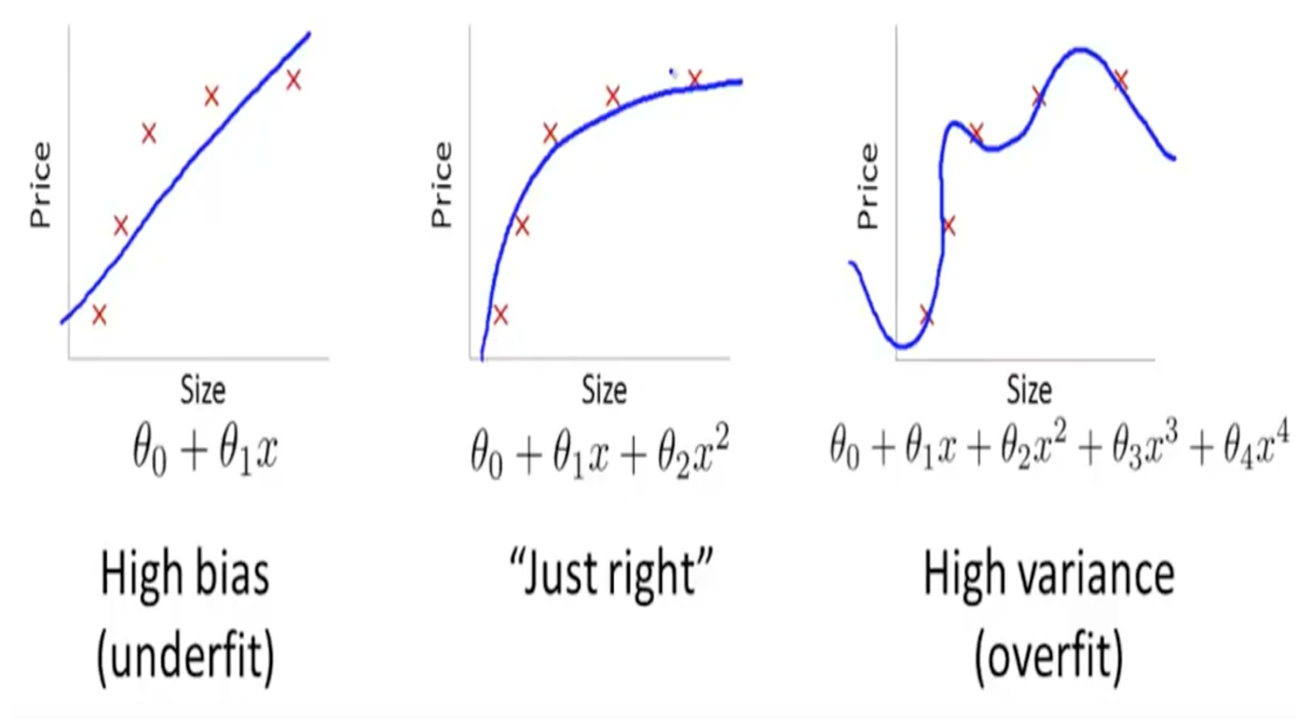 Price
Size
θ₀ + θ₁x
High bias
(underfit)
Price
Size
θ₀ + θ₁x + θ₂x²
“Just right”
Price
Size
θ₀ + θ₁x + θ₂x² + θ₃x³ + θ₄x⁴
High variance
(overfit)